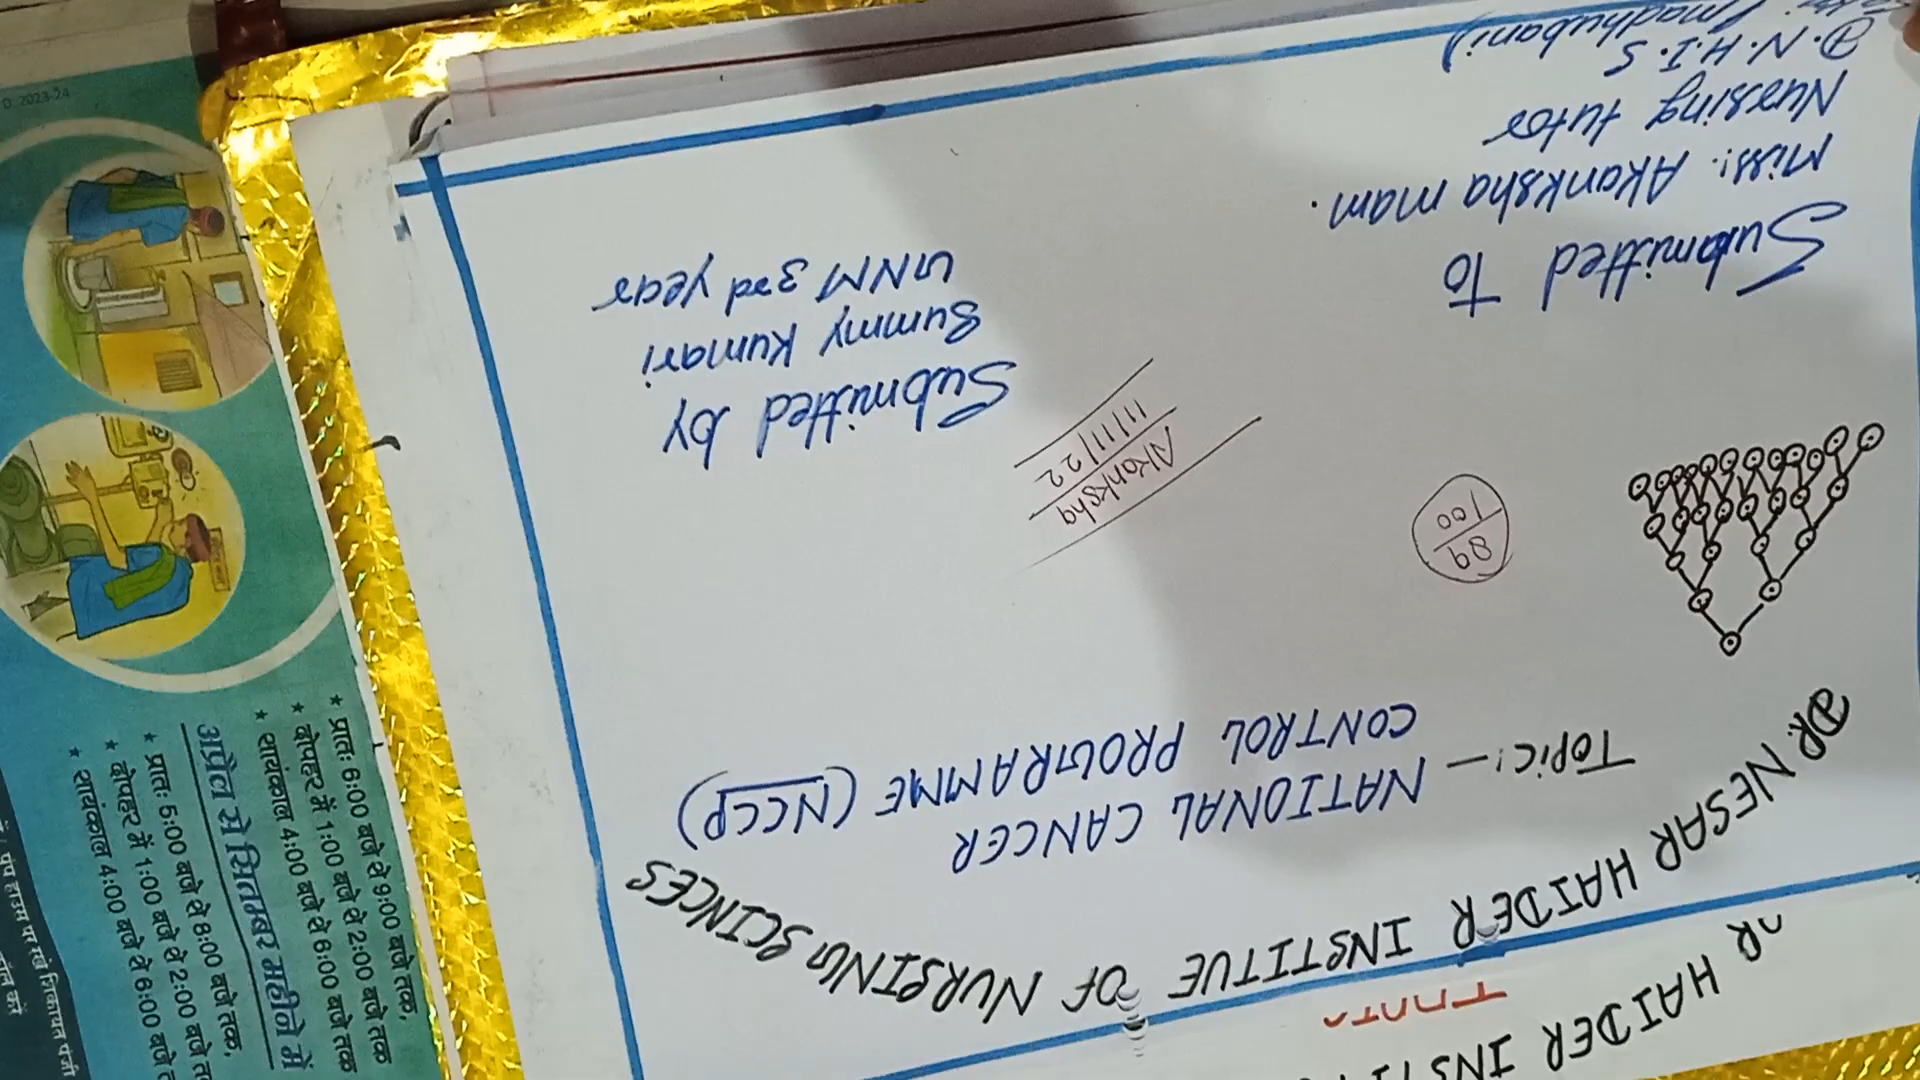 DR. NESAR HAIDER INSTITUE OF NURSING SCINCES
Topic:- NATIONAL CANCER
CONTROL PROGRAMME (NCCP)
89
100
Akanksha
11/11/22
Submitted by
Summy Kumari
GNM 3rd year
Submitted To
Miss: Akanksha mam.
Nursing tutor
D.N.H.I.S
(madhubani)
R HAIDER INSTI
प्रातः 6:00 बजे से 9:00 बजे तक,
दोपहर में 1:00 बजे से 2:00 बजे तक
सायंकाल 4:00 बजे से 6:00 बजे तक
अप्रैल से सितम्बर महीने में
प्रातः 5:00 बजे से 8:00 बजे तक,
दोपहर में 1:00 बजे से 2:00 बजे त
सायंकाल 4:00 बजे से 6:00 बजे त
पंप हाउस पर रखे शिकायत पंजी
2023-24